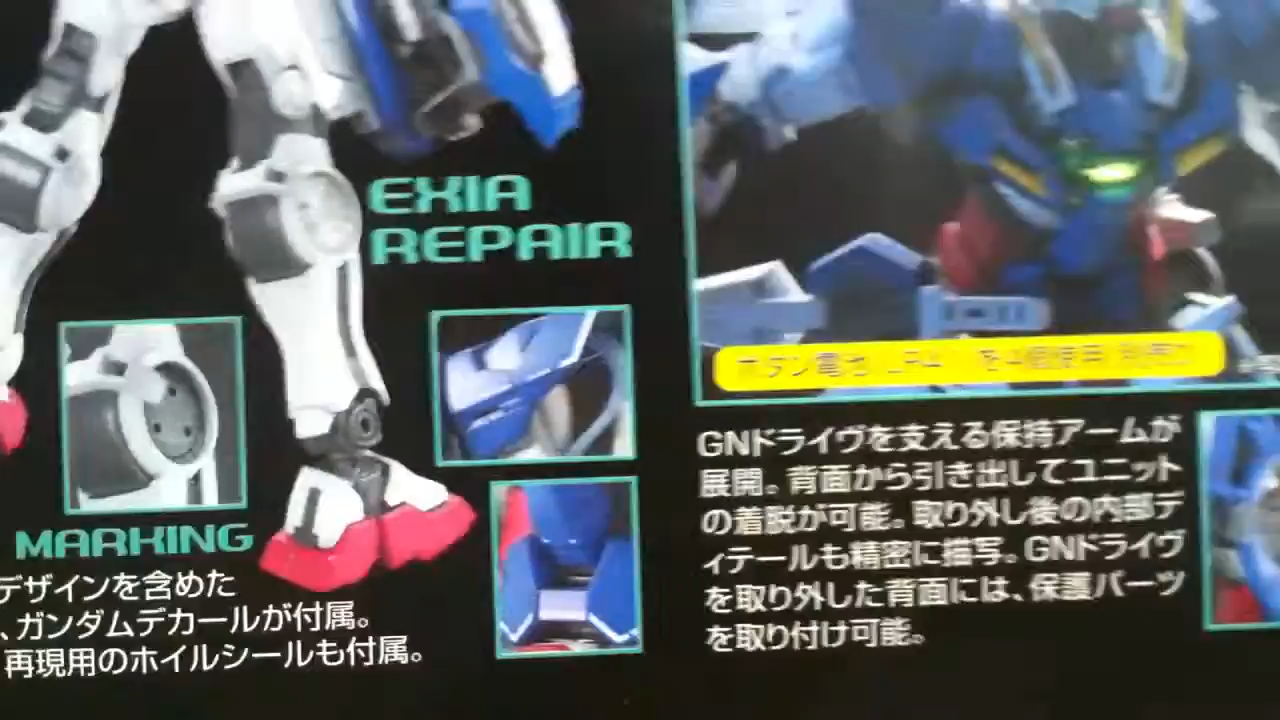 EXIA
REPAIR
MARKING
デザインを含めた
、ガンダムデカールが付属。
再現用のホイルシールも付属。
ボタン電池
GNドライヴを支える保持アームが
展開。背面から引き出してユニット
の着脱が可能。取り外し後の内部デ
ィテールも精密に描写。GNドライヴ
を取り外した背面には、保護パーツ
を取り付け可能。